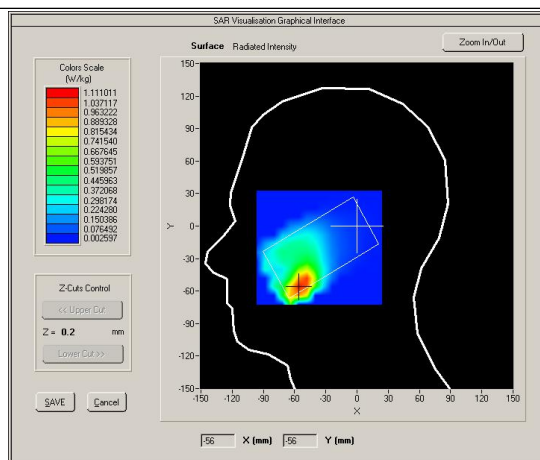 SAR Visualisation Graphical Interface
Surface Radiated Intensity
Zoom In/Out
Colors Scale
(W/kg)
1.111011
1.037117
0.963222
0.889328
0.815434
0.741540
0.667645
0.593751
0.519857
0.445963
0.372068
0.298174
0.224280
0.150386
0.076492
0.002597
Z-Cuts Control
<< Upper Cut
Z = 0.2 mm
Lower Cut >>
SAVE Cancel
150
120
90
60
30
Y 0
-30
-60
-90
-120
-150
-150 -120 -90 -60 -30 0 30 60 90 120 150
X
-56 X (mm) -56 Y (mm)